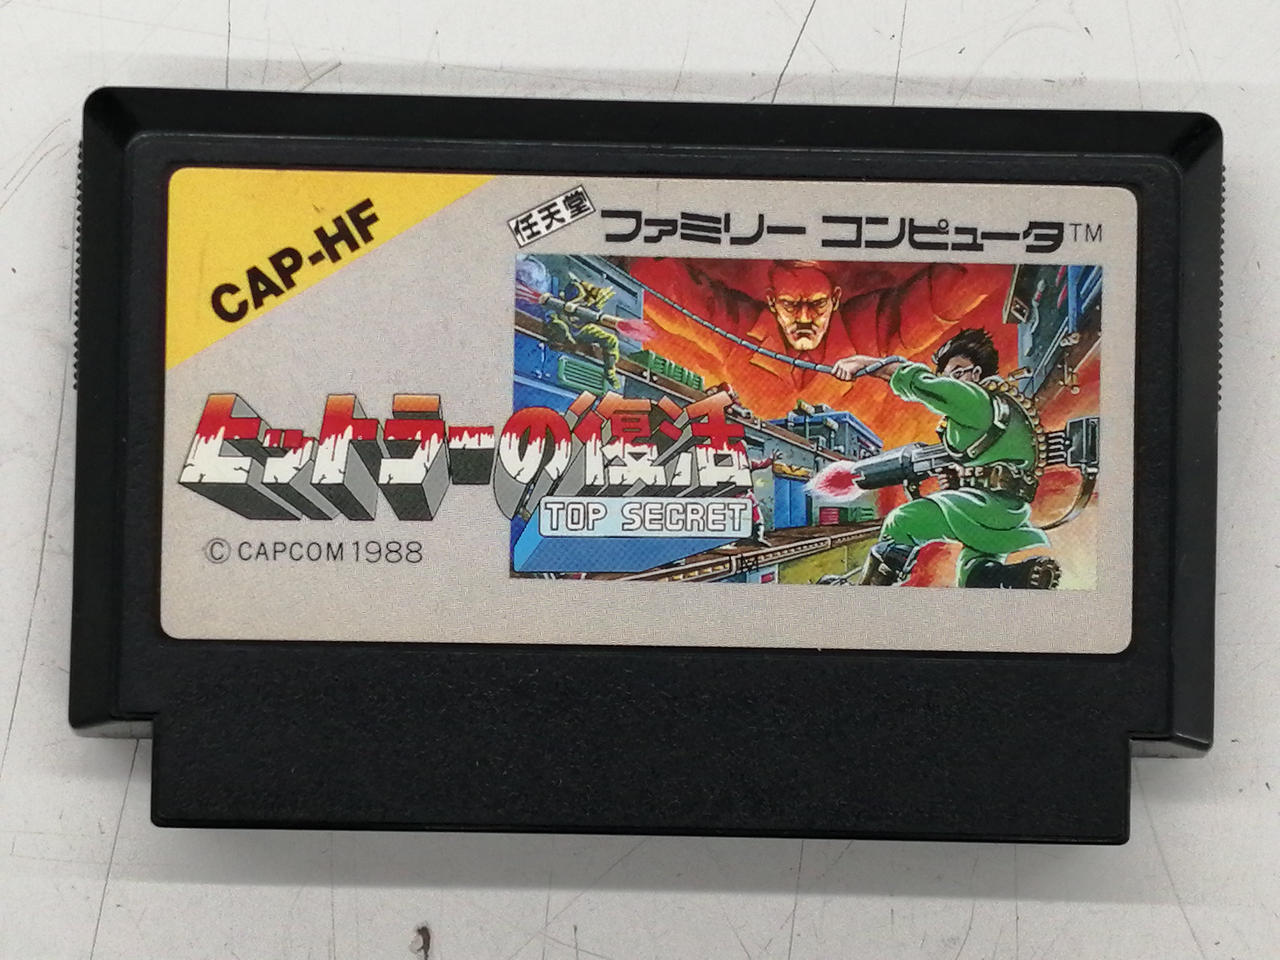 CAP-HF
任天堂
ファミリー コンピュータTM
ヒットラーの復活
TOP SECRET
©CAPCOM 1988